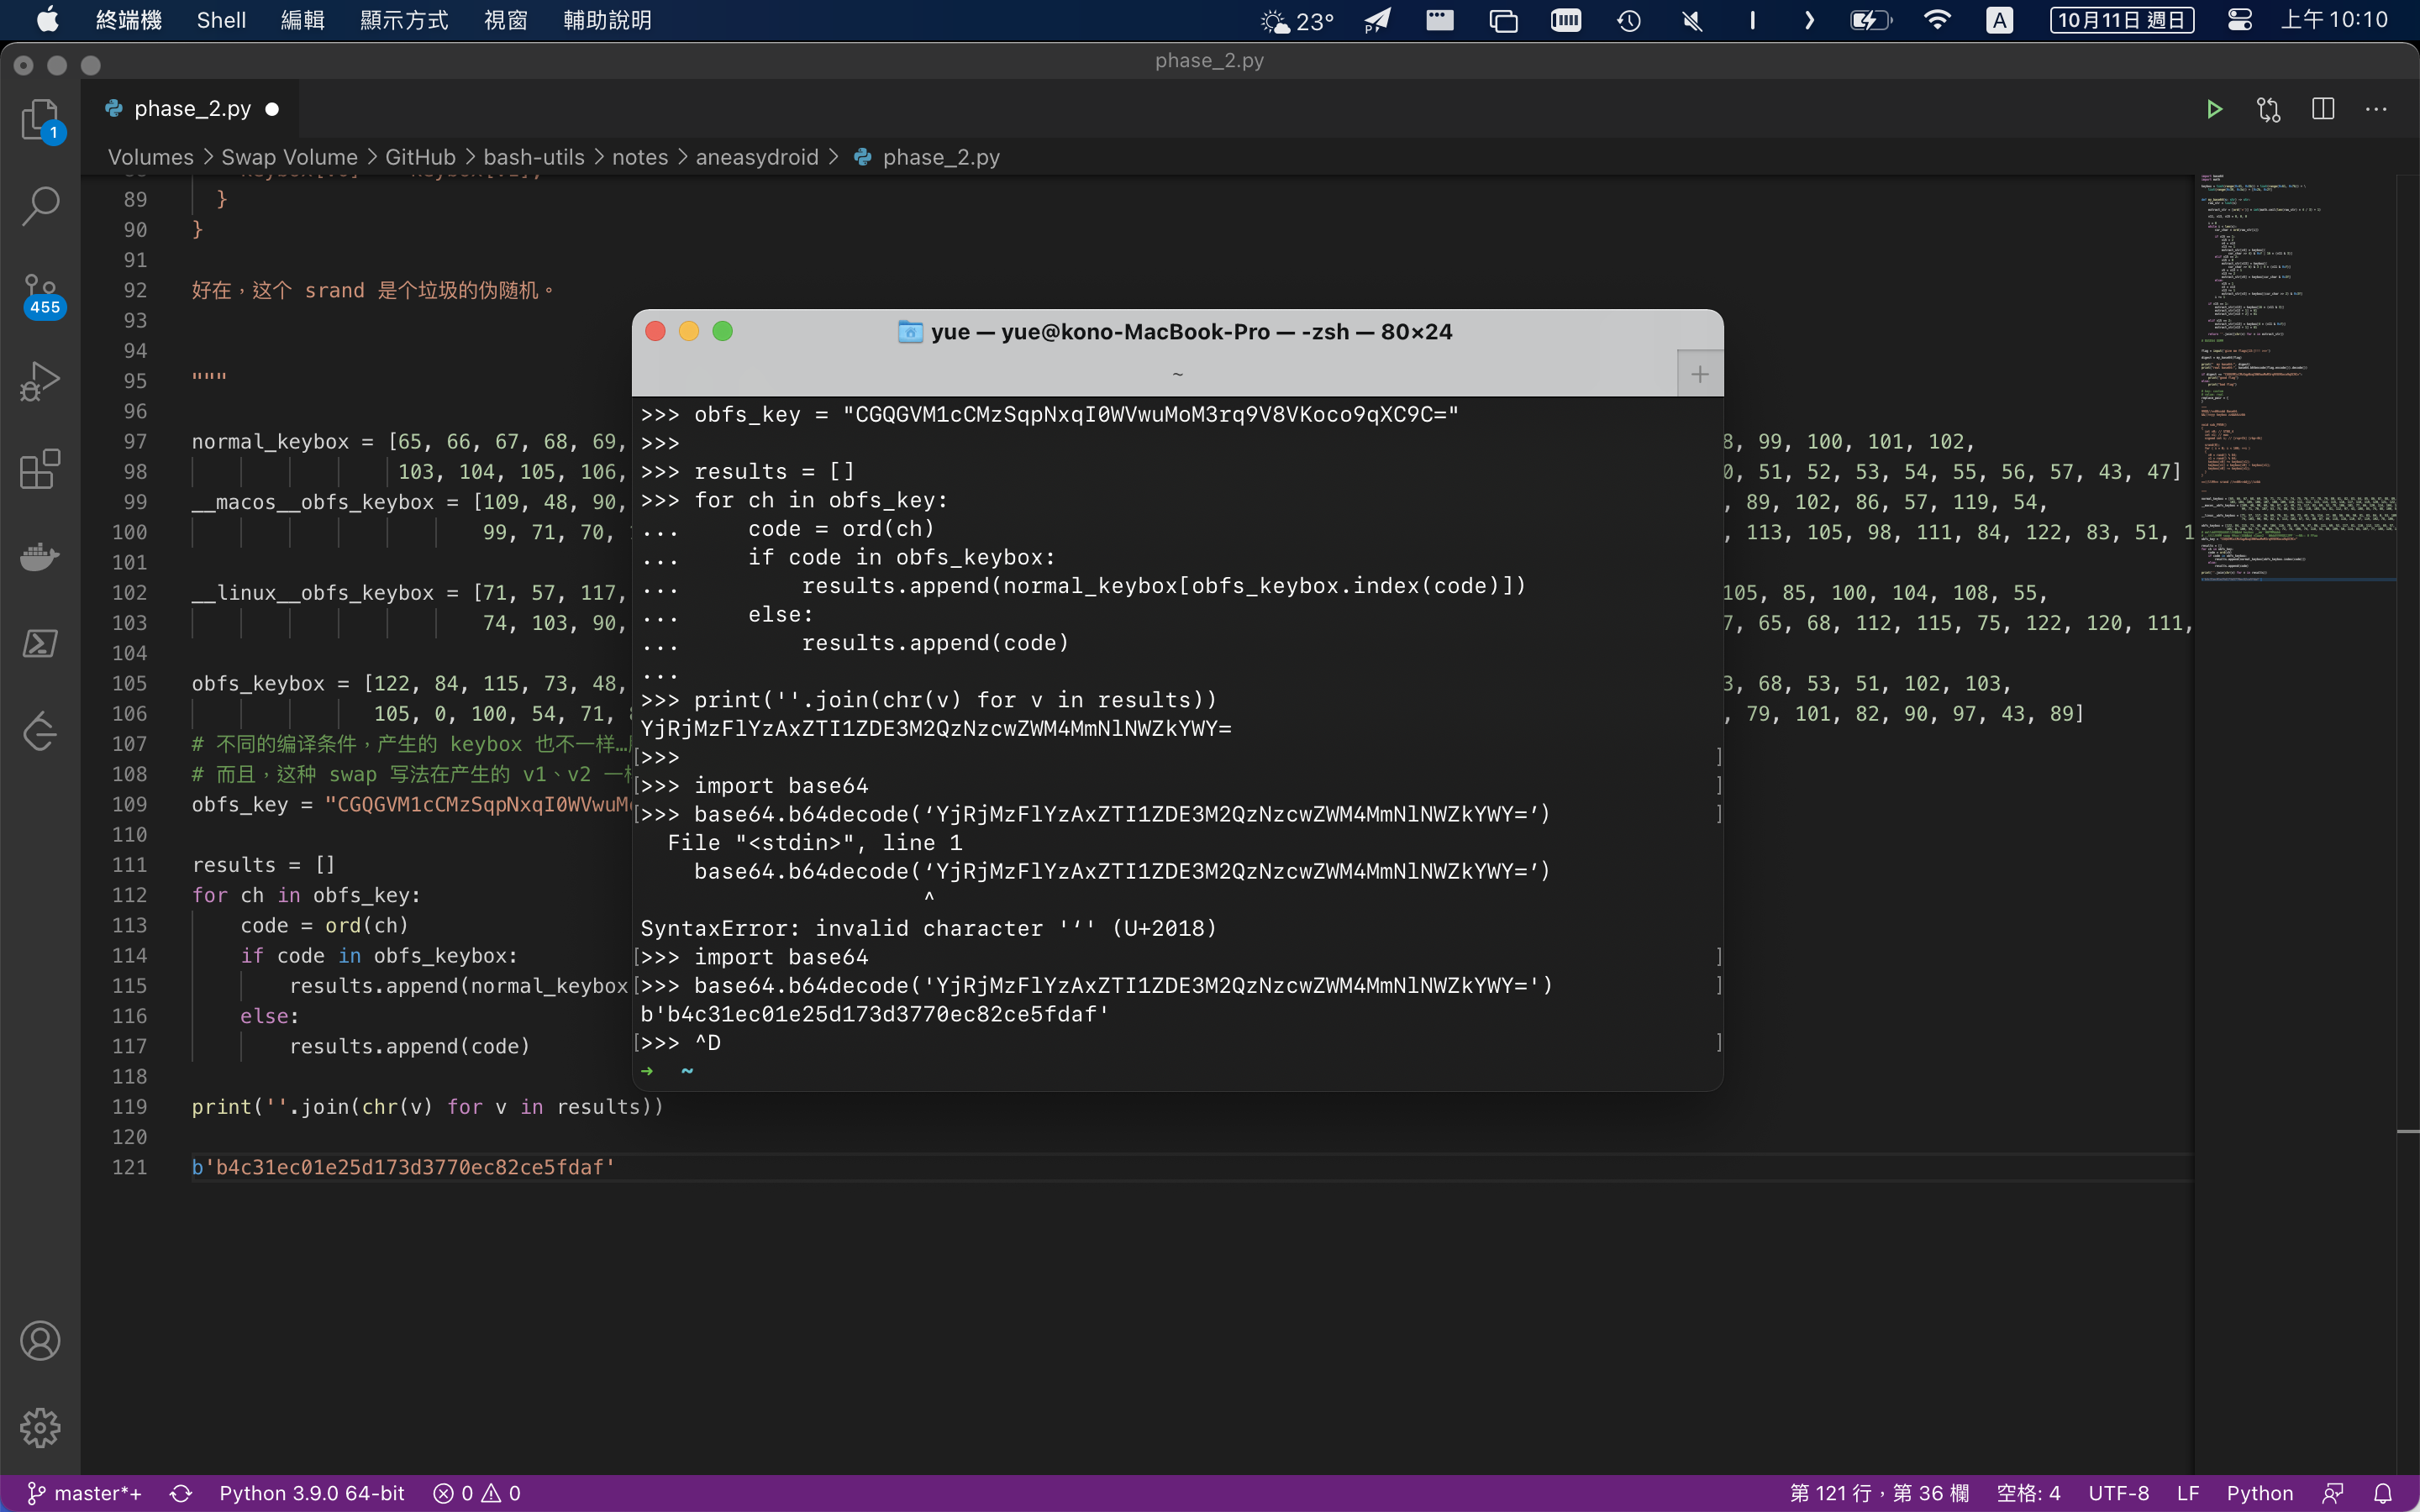 終端機 Shell 編輯 顯示方式 視窗 輔助說明 23° A 10月11日 週日 上午10:10
phase_2.py
phase_2.py
Volumes > Swap Volume > GitHub > bash-utils > notes > aneasydroid > phase_2.py
1
455
89 }
90 }
91
92 好在，这个 srand 是个垃圾的伪随机。
93
94
95 """
96
97 normal_keybox = [65, 66, 67, 68, 69, 99, 100, 101, 102,
98 103, 104, 105, 106, 51, 52, 53, 54, 55, 56, 57, 43, 47]
99 __macos__obfs_keybox = [109, 48, 90, 89, 102, 86, 57, 119, 54,
100 99, 71, 70, 113, 105, 98, 111, 84, 122, 83, 51, 1
101
102 __linux__obfs_keybox = [71, 57, 117, 105, 85, 100, 104, 108, 55,
103 74, 103, 90, 65, 68, 112, 115, 75, 122, 120, 111,
104
105 obfs_keybox = [122, 84, 115, 73, 48, 68, 53, 51, 102, 103,
106 105, 0, 100, 54, 71, 79, 101, 82, 90, 97, 43, 89]
107 # 不同的编译条件，产生的 keybox 也不一样…
108 # 而且，这种 swap 写法在产生的 v1、v2 一
109 obfs_key = "CGQGVM1cCMzSqpNxqI0WVwuM
110
111 results = []
112 for ch in obfs_key:
113 code = ord(ch)
114 if code in obfs_keybox:
115 results.append(normal_keybox
116 else:
117 results.append(code)
118
119 print(''.join(chr(v) for v in results))
120
121 b'b4c31ec01e25d173d3770ec82ce5fdaf'
yue — yue@kono-MacBook-Pro — -zsh — 80×24
~
>>> obfs_key = "CGQGVM1cCMzSqpNxqI0WVwuMoM3rq9V8VKoco9qXC9C="
>>>
>>> results = []
>>> for ch in obfs_key:
... code = ord(ch)
... if code in obfs_keybox:
... results.append(normal_keybox[obfs_keybox.index(code)])
... else:
... results.append(code)
...
>>> print(''.join(chr(v) for v in results))
YjRjMzFlYzAxZTI1ZDE3M2QzNzcwZWM4MmNlNWZkYWY=
[>>> ]
[>>> import base64 ]
[>>> base64.b64decode(‘YjRjMzFlYzAxZTI1ZDE3M2QzNzcwZWM4MmNlNWZkYWY=‘) ]
File "<stdin>", line 1
base64.b64decode(‘YjRjMzFlYzAxZTI1ZDE3M2QzNzcwZWM4MmNlNWZkYWY=‘)
^
SyntaxError: invalid character '‘' (U+2018)
[>>> import base64 ]
[>>> base64.b64decode('YjRjMzFlYzAxZTI1ZDE3M2QzNzcwZWM4MmNlNWZkYWY=') ]
b'b4c31ec01e25d173d3770ec82ce5fdaf'
[>>> ^D ]
➜ ~
master*+ Python 3.9.0 64-bit 0 0 第 121 行，第 36 欄 空格: 4 UTF-8 LF Python